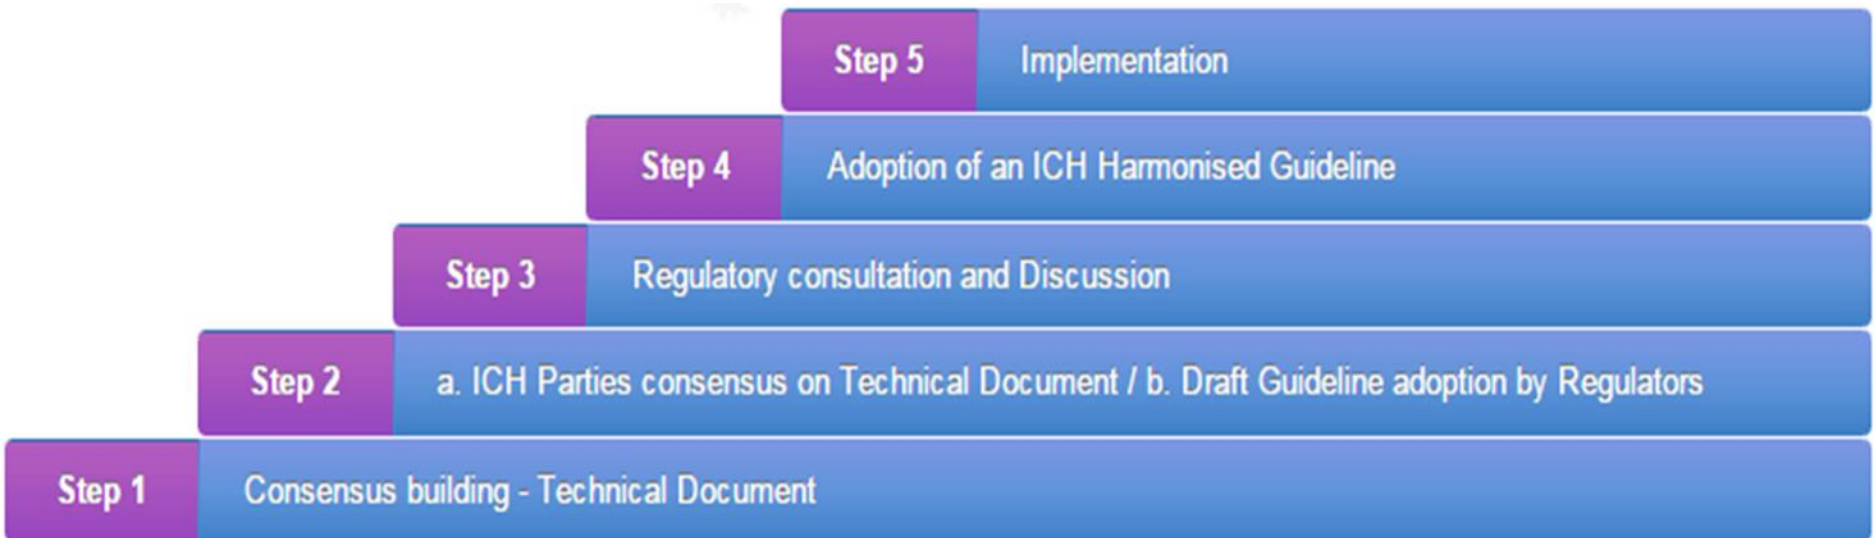 Step 5 Implementation
Step 4 Adoption of an ICH Harmonised Guideline
Step 3 Regulatory consultation and Discussion
Step 2 a. ICH Parties consensus on Technical Document / b. Draft Guideline adoption by Regulators
Step 1 Consensus building - Technical Document